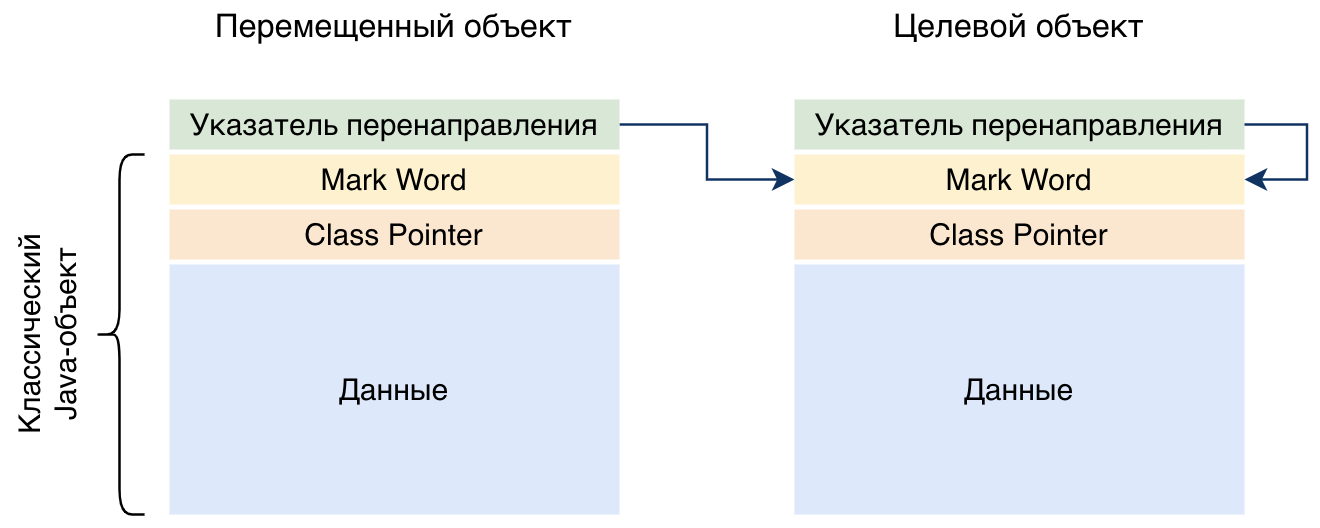 Перемещенный объект
Целевой объект
Указатель перенаправления
Указатель перенаправления
Mark Word
Mark Word
Class Pointer
Class Pointer
Классический
Java-объект
Данные
Данные